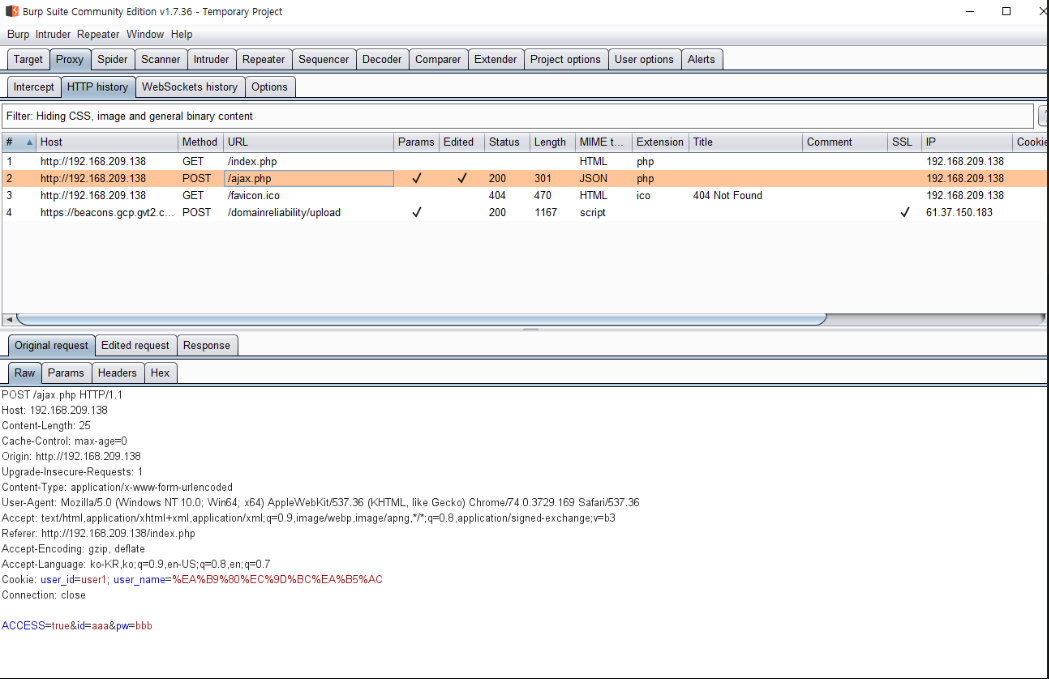 Burp Suite Community Edition v1.7.36 - Temporary Project
Burp Intruder Repeater Window Help
Target Proxy Spider Scanner Intruder Repeater Sequencer Decoder Comparer Extender Project options User options Alerts
Intercept HTTP history WebSockets history Options
Filter: Hiding CSS, image and general binary content
# Host Method URL Params Edited Status Length MIME t... Extension Title Comment SSL IP Cookie
1 http://192.168.209.138 GET /index.php HTML php 192.168.209.138
2 http://192.168.209.138 POST /ajax.php ✓ ✓ 200 301 JSON php 192.168.209.138
3 http://192.168.209.138 GET /favicon.ico 404 470 HTML ico 404 Not Found 192.168.209.138
4 https://beacons.gcp.gvt2.c... POST /domainreliability/upload ✓ 200 1167 script ✓ 61.37.150.183
Original request Edited request Response
Raw Params Headers Hex
POST /ajax.php HTTP/1.1
Host: 192.168.209.138
Content-Length: 25
Cache-Control: max-age=0
Origin: http://192.168.209.138
Upgrade-Insecure-Requests: 1
Content-Type: application/x-www-form-urlencoded
User-Agent: Mozilla/5.0 (Windows NT 10.0; Win64; x64) AppleWebKit/537.36 (KHTML, like Gecko) Chrome/74.0.3729.169 Safari/537.36
Accept: text/html,application/xhtml+xml,application/xml;q=0.9,image/webp,image/apng,*/*;q=0.8,application/signed-exchange;v=b3
Referer: http://192.168.209.138/index.php
Accept-Encoding: gzip, deflate
Accept-Language: ko-KR,ko;q=0.9,en-US;q=0.8,en;q=0.7
Cookie: user_id=user1; user_name=%EA%B9%80%EC%9D%BC%EA%B5%AC
Connection: close
ACCESS=true&id=aaa&pw=bbb